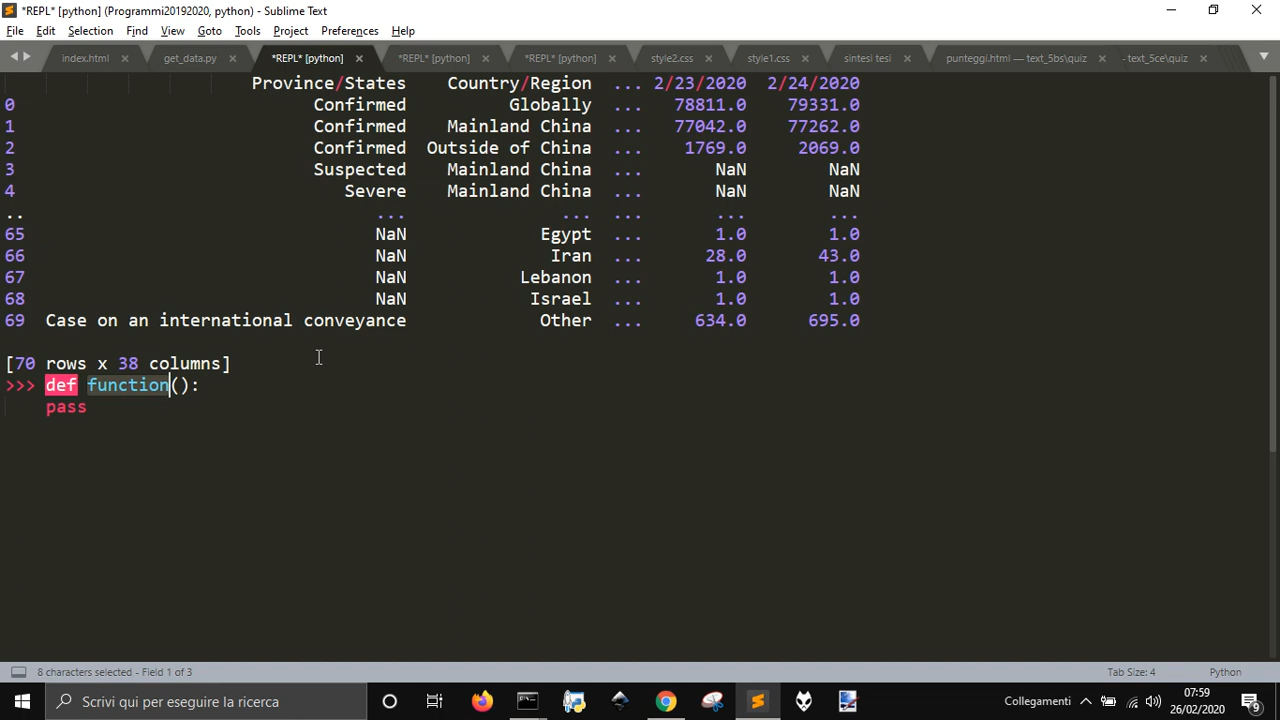 *REPL* [python] (Programmi20192020, python) - Sublime Text
File Edit Selection Find View Goto Tools Project Preferences Help
index.html × get_data.py × *REPL* [python] × *REPL* [python] × *REPL* [python] × style2.css × style1.css × sintesi tesi × punteggi.html — text_5bs\quiz × - text_5ce\quiz ×
Province/States Country/Region ... 2/23/2020 2/24/2020
0 Confirmed Globally ... 78811.0 79331.0
1 Confirmed Mainland China ... 77042.0 77262.0
2 Confirmed Outside of China ... 1769.0 2069.0
3 Suspected Mainland China ... NaN NaN
4 Severe Mainland China ... NaN NaN
.. ... ... ... ... ...
65 NaN Egypt ... 1.0 1.0
66 NaN Iran ... 28.0 43.0
67 NaN Lebanon ... 1.0 1.0
68 NaN Israel ... 1.0 1.0
69 Case on an international conveyance Other ... 634.0 695.0
[70 rows x 38 columns]
>>> def function():
pass
8 characters selected - Field 1 of 3 Tab Size: 4 Python
Scrivi qui per eseguire la ricerca Collegamenti 07:59
26/02/2020 9